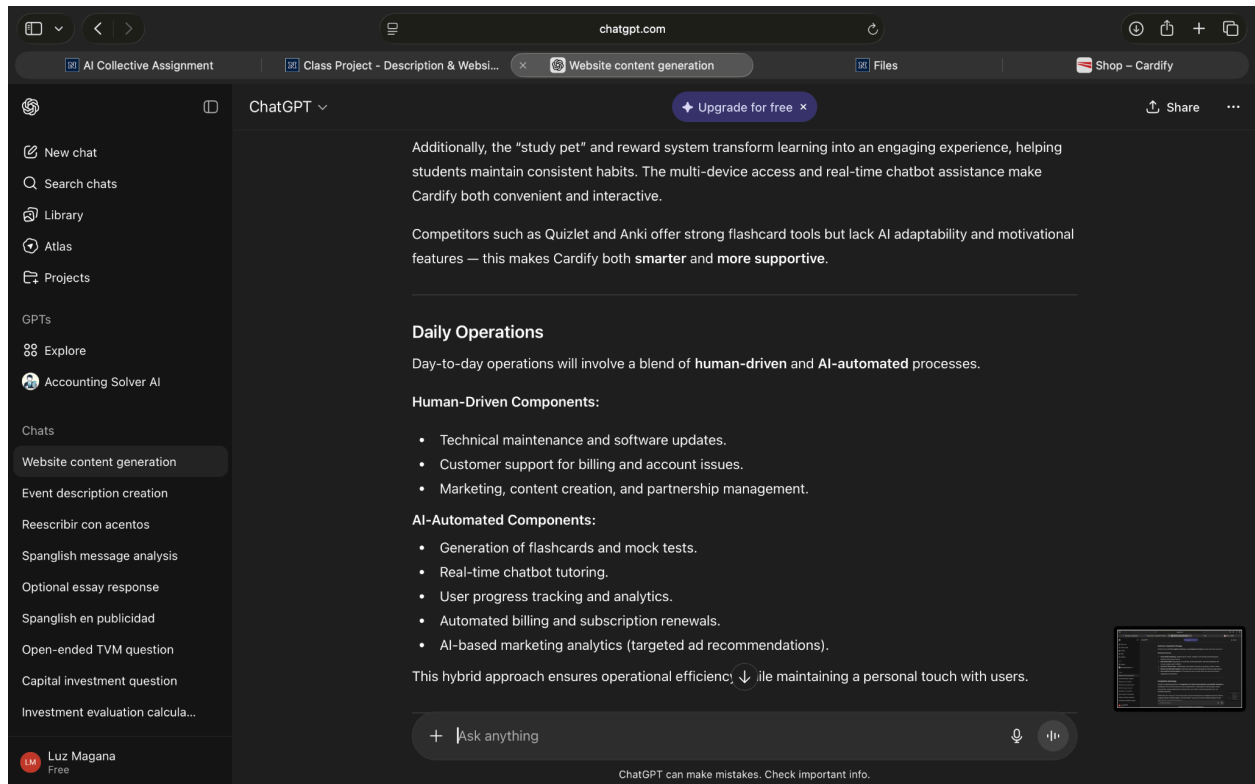 chatgpt.com
AI Collective Assignment
Class Project - Description & Websi...
Website content generation
Files
Shop – Cardify
ChatGPT
Upgrade for free ×
Share
New chat
Search chats
Library
Atlas
Projects
GPTs
Explore
Accounting Solver AI
Chats
Website content generation
Event description creation
Reescribir con acentos
Spanglish message analysis
Optional essay response
Spanglish en publicidad
Open-ended TVM question
Capital investment question
Investment evaluation calcula...
LM
Luz Magana
Free
Additionally, the “study pet” and reward system transform learning into an engaging experience, helping
students maintain consistent habits. The multi-device access and real-time chatbot assistance make
Cardify both convenient and interactive.
Competitors such as Quizlet and Anki offer strong flashcard tools but lack AI adaptability and motivational
features — this makes Cardify both smarter and more supportive.
Daily Operations
Day-to-day operations will involve a blend of human-driven and AI-automated processes.
Human-Driven Components:
• Technical maintenance and software updates.
• Customer support for billing and account issues.
• Marketing, content creation, and partnership management.
AI-Automated Components:
• Generation of flashcards and mock tests.
• Real-time chatbot tutoring.
• User progress tracking and analytics.
• Automated billing and subscription renewals.
• AI-based marketing analytics (targeted ad recommendations).
This approach ensures operational maintaining a personal touch with users.
Ask anything
ChatGPT can make mistakes. Check important info.